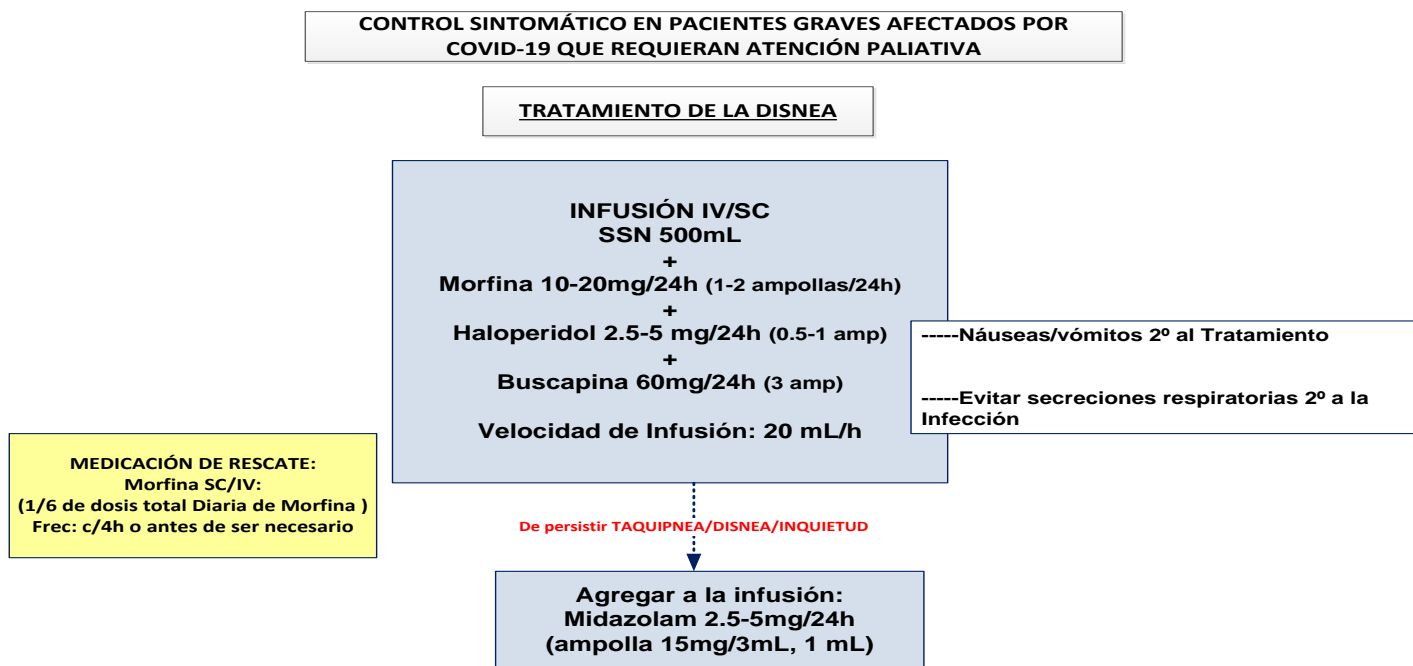 CONTROL SINTOMÁTICO EN PACIENTES GRAVES AFECTADOS POR
COVID-19 QUE REQUIERAN ATENCIÓN PALIATIVA
TRATAMIENTO DE LA DISNEA
INFUSIÓN IV/SC
SSN 500mL
+
Morfina 10-20mg/24h (1-2 ampollas/24h)
+
Haloperidol 2.5-5 mg/24h (0.5-1 amp)
+
Buscapina 60mg/24h (3 amp)
Velocidad de Infusión: 20 mL/h
-----Náuseas/vómitos 2º al Tratamiento
-----Evitar secreciones respiratorias 2º a la
Infección
MEDICACIÓN DE RESCATE:
Morfina SC/IV:
(1/6 de dosis total Diaria de Morfina )
Frec: c/4h o antes de ser necesario
De persistir TAQUIPNEA/DISNEA/INQUIETUD
Agregar a la infusión:
Midazolam 2.5-5mg/24h
(ampolla 15mg/3mL, 1 mL)